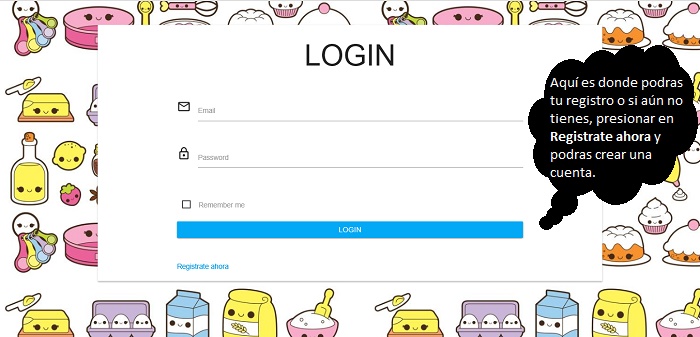 LOGIN
Email
Password
Remember me
LOGIN
Registrate ahora
Aquí es donde podras
tu registro o si aún no
tienes, presionar en
Registrate ahora y
podras crear una
cuenta.